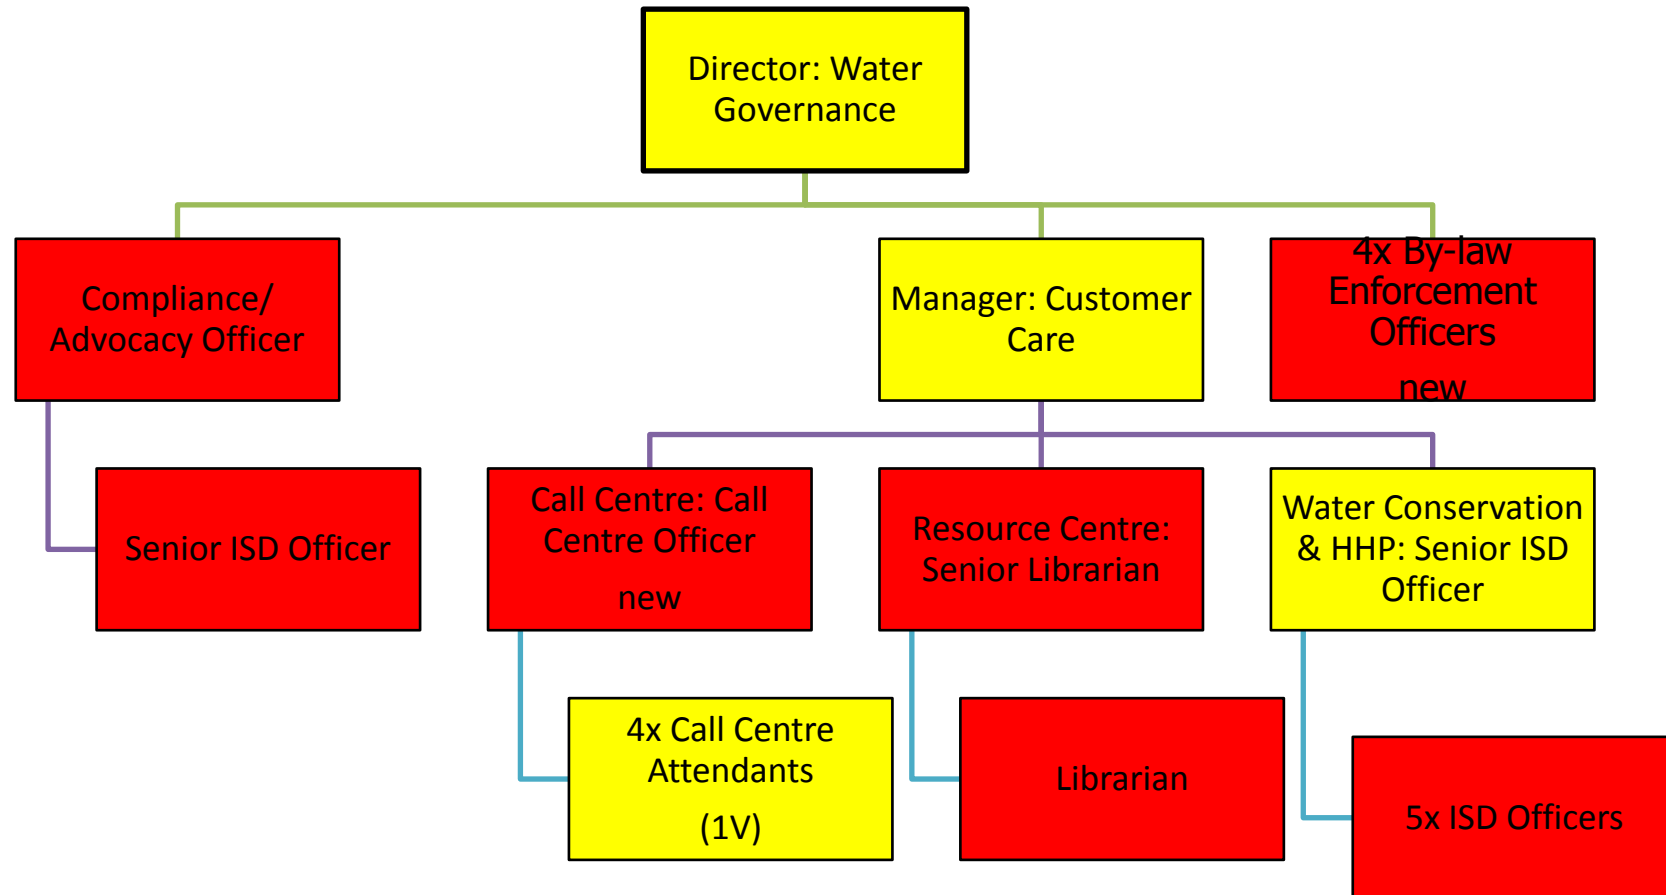 Director: Water
Governance
Compliance/
Advocacy Officer
Manager: Customer
Care
4x By-law
Enforcement
Officers
new
Senior ISD Officer
Call Centre: Call
Centre Officer
new
Resource Centre:
Senior Librarian
Water Conservation
& HHP: Senior ISD
Officer
4x Call Centre
Attendants
(1V)
Librarian
5x ISD Officers